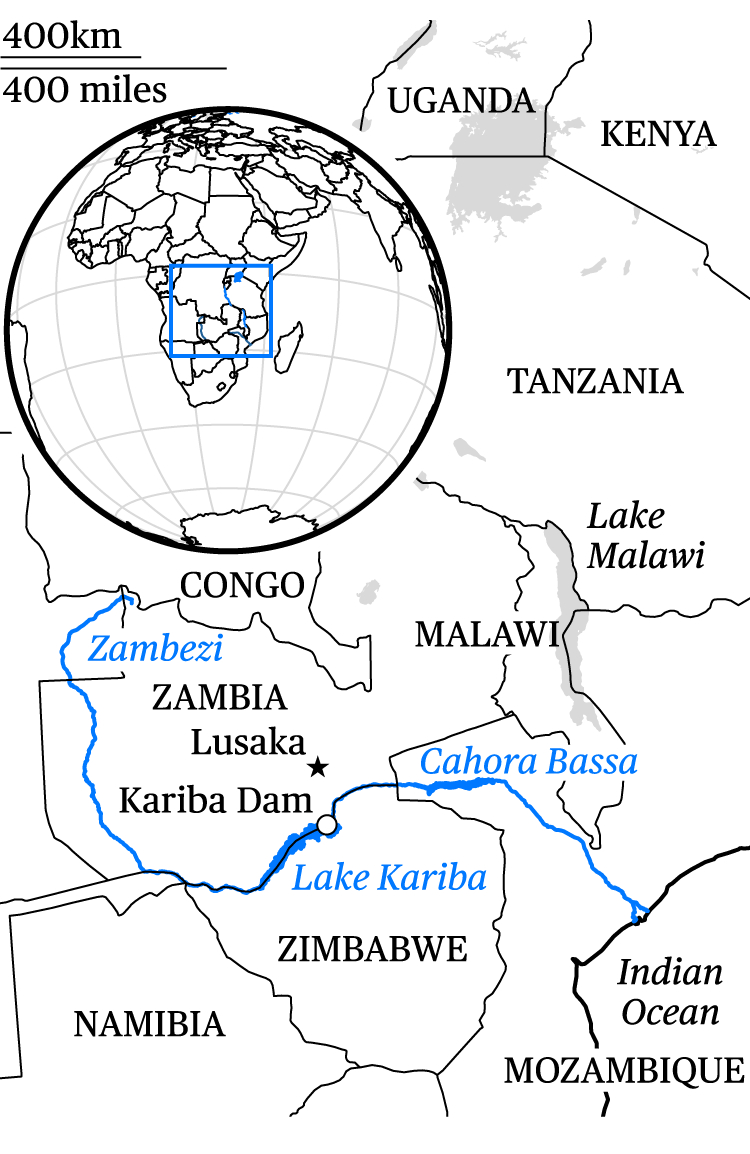 400km
400 miles
UGANDA
KENYA
TANZANIA
Lake
Malawi
CONGO
MALAWI
Zambezi
ZAMBIA
Lusaka
Cahora Bassa
Kariba Dam
Lake Kariba
ZIMBABWE
Indian
Ocean
NAMIBIA
MOZAMBIQUE